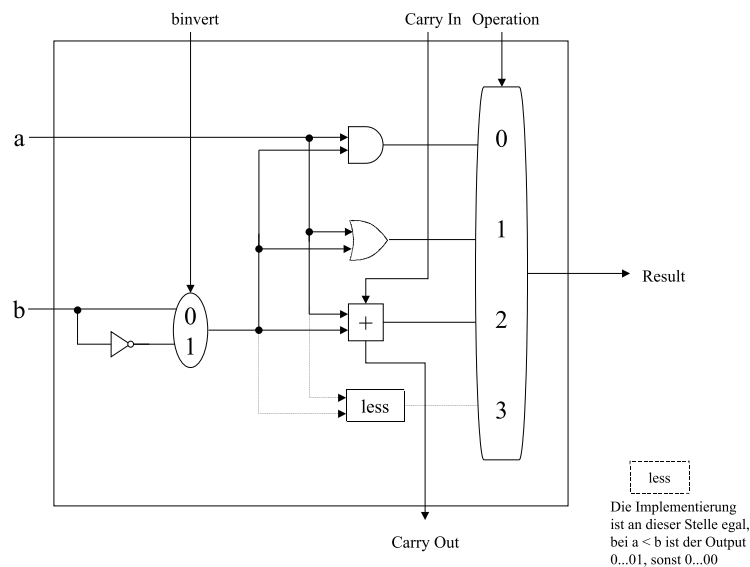 binvert
Carry In
Operation
a
0
1
b
0
1
+
2
Result
less
3
less
Die Implementierung
ist an dieser Stelle egal,
bei a < b ist der Output
0...01, sonst 0...00
Carry Out